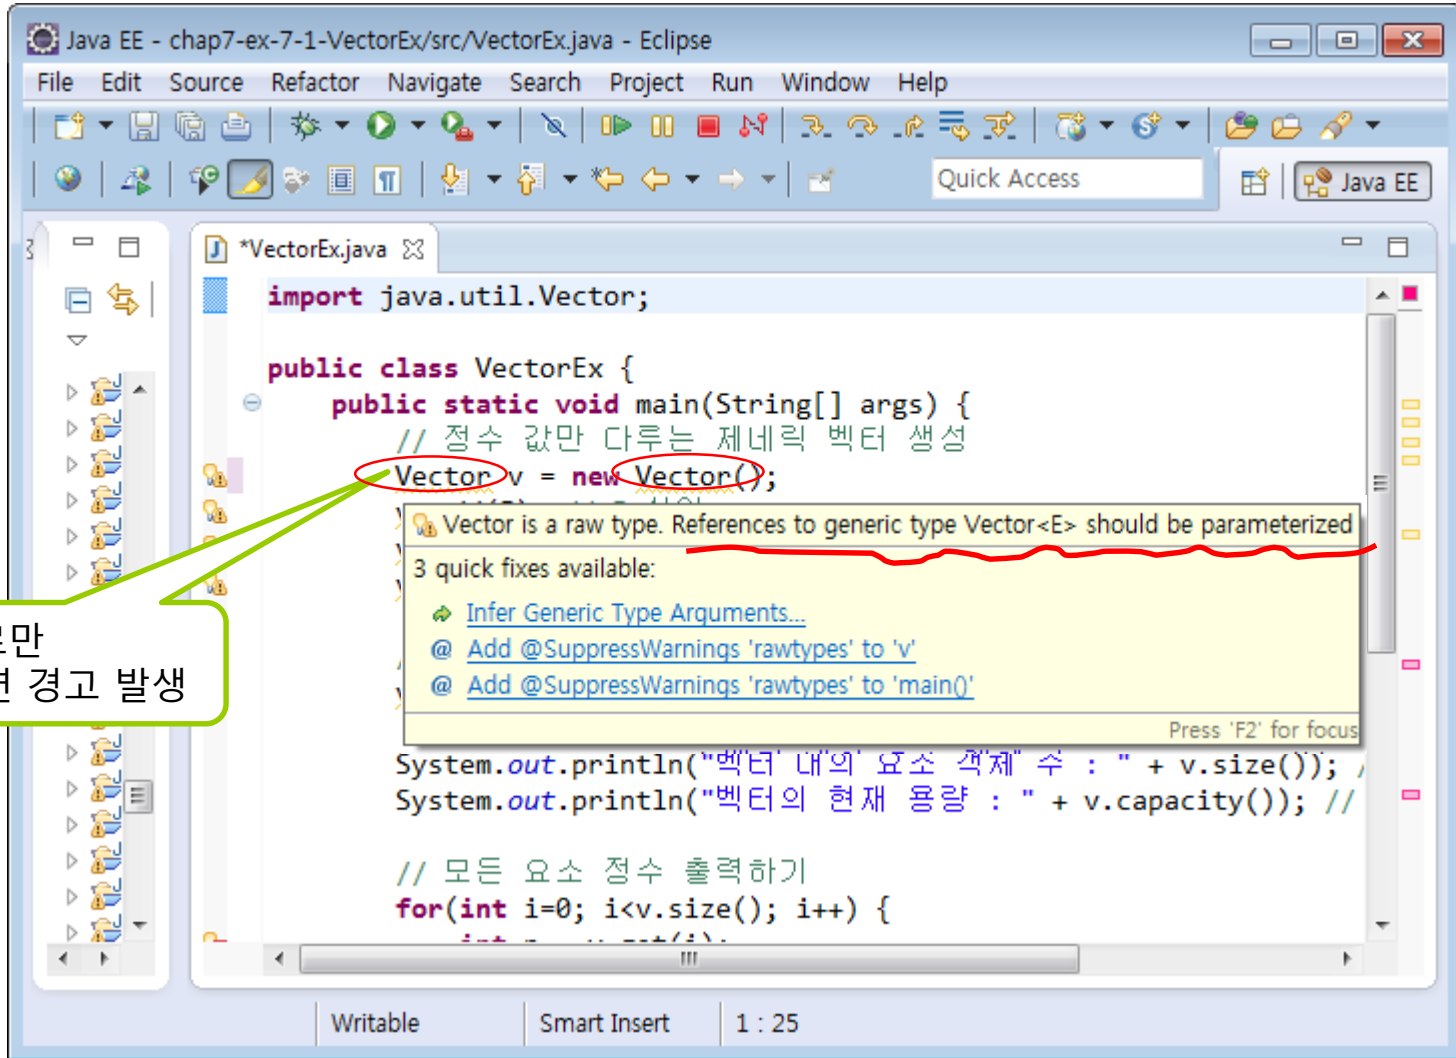 Java EE - chap7-ex-7-1-VectorEx/src/VectorEx.java - Eclipse
File Edit Source Refactor Navigate Search Project Run Window Help
Quick Access
Java EE
*VectorEx.java
import java.util.Vector;
public class VectorEx {
public static void main(String[] args) {
// 정수 값만 다루는 제네릭 벡터 생성
Vector v = new Vector();
Vector is a raw type. References to generic type Vector<E> should be parameterized
3 quick fixes available:
Infer Generic Type Arguments...
@ Add @SuppressWarnings 'rawtypes' to 'v'
@ Add @SuppressWarnings 'rawtypes' to 'main()'
Press 'F2' for focus
면 경고 발생
System.out.println("벡터 내의 요소 객체 수 : " + v.size()); /
System.out.println("벡터의 현재 용량 : " + v.capacity()); //
// 모든 요소 정수 출력하기
for(int i=0; i<v.size(); i++) {
Writable Smart Insert 1 : 25